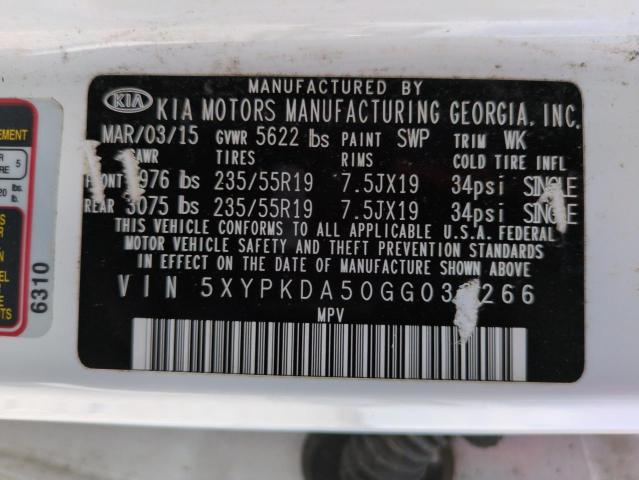 MANUFACTURED BY
KIA KIA MOTORS MANUFACTURING GEORGIA, INC.
MAR/03/15 GVWR 5622 lbs PAINT SWP TRIM WK
TIRES RIMS COLD TIRE INFL
lbs 235/55R19 7.5JX19 34psi SINGLE
REAR 3075 lbs 235/55R19 7.5JX19 34psi
THIS VEHICLE CONFORMS TO ALL APPLICABLE U.S.A. FEDERAL
MOTOR VEHICLE SAFETY AND THEFT PREVENTION STANDARDS
IN EFFECT ON THE DATE OF MANUFACTURE SHOWN ABOVE.
VIN
MPV
6310